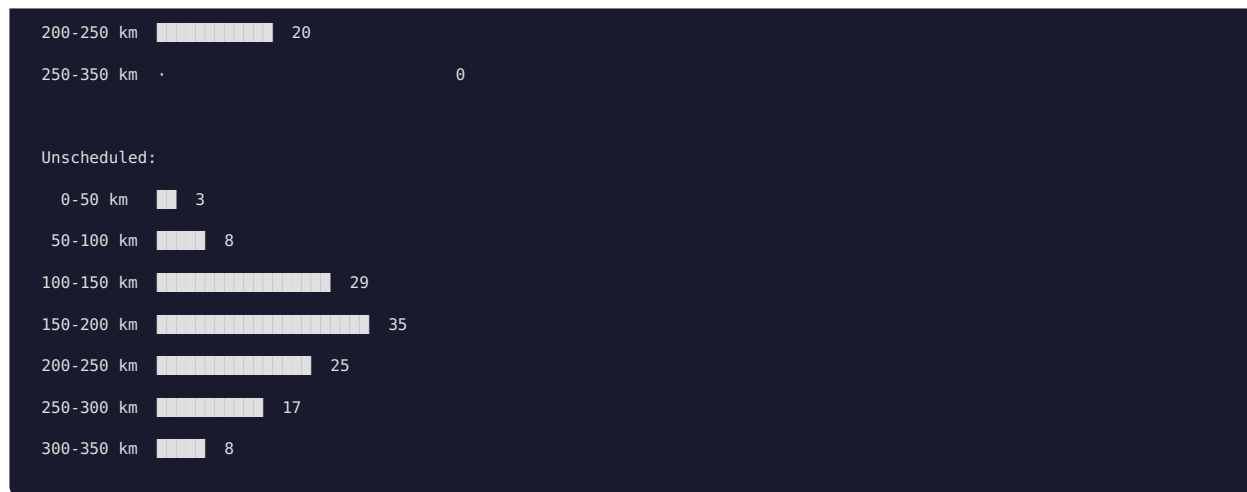 200-250 km ████████████ 20
250-350 km · 0
Unscheduled:
0-50 km ██ 3
50-100 km █████ 8
100-150 km ██████████████████ 29
150-200 km ██████████████████████ 35
200-250 km ████████████████ 25
250-300 km ███████████ 17
300-350 km █████ 8